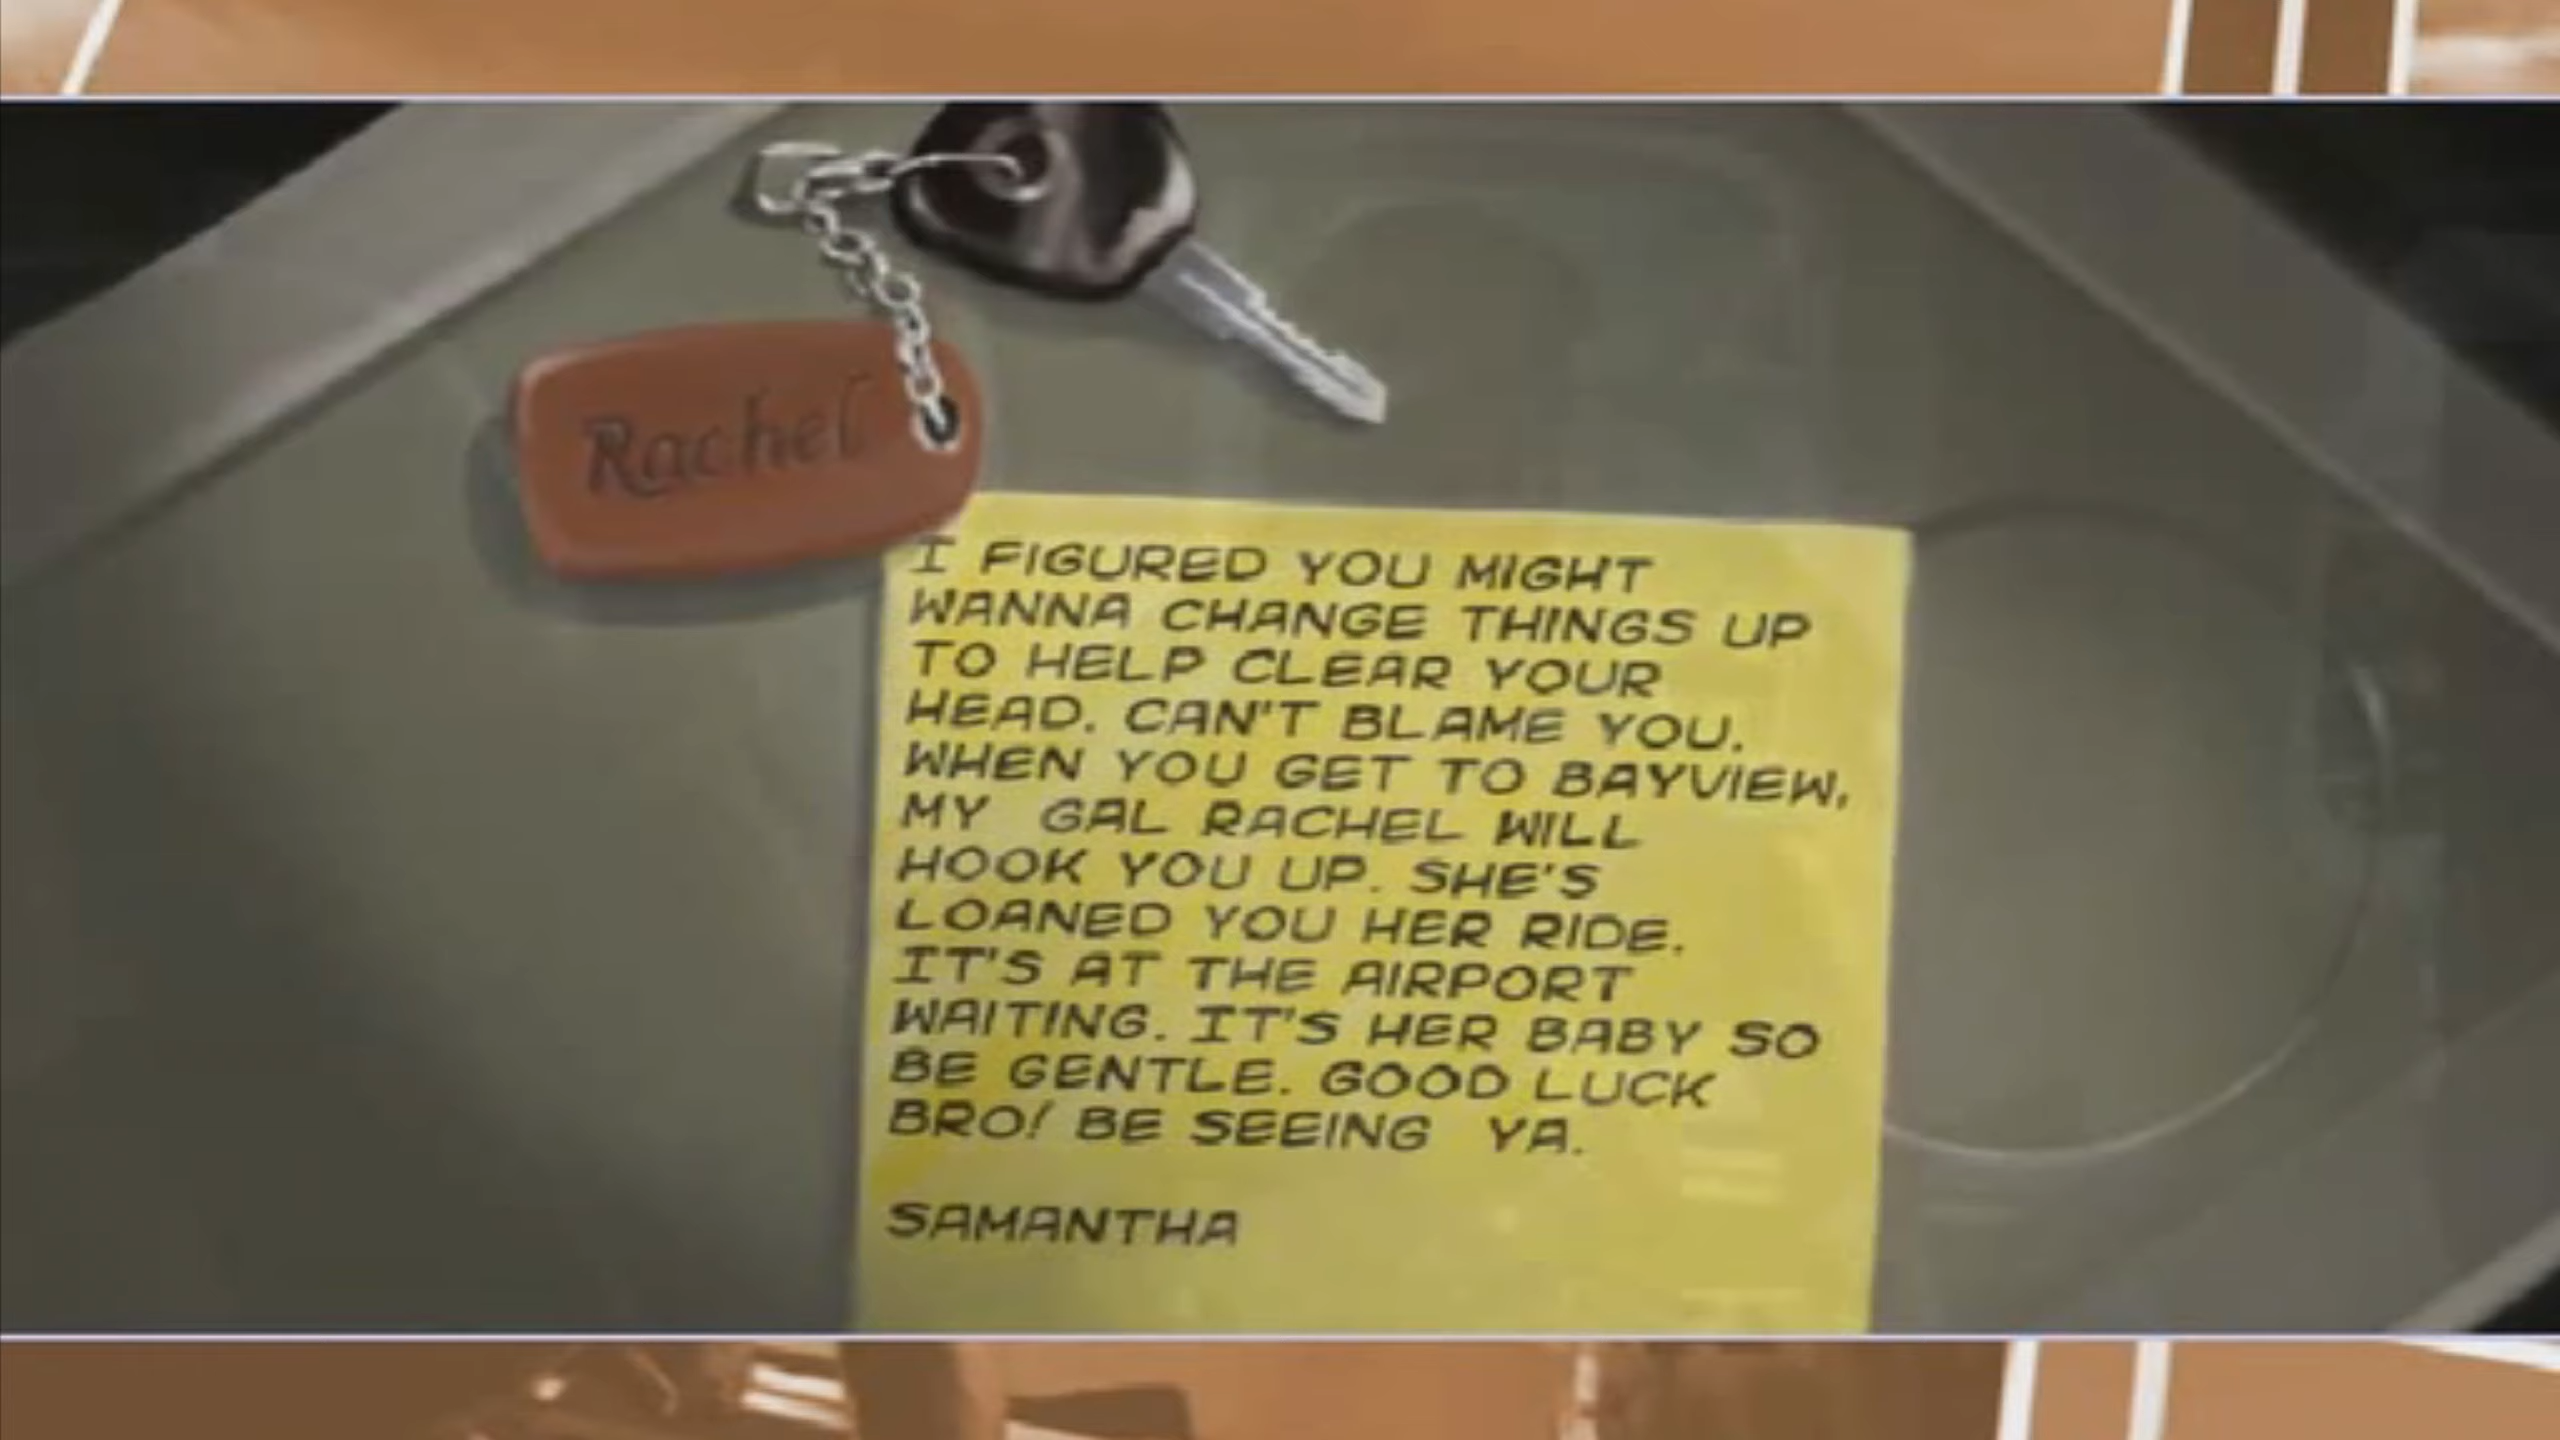 Rachel
I FIGURED YOU MIGHT
WANNA CHANGE THINGS UP
TO HELP CLEAR YOUR
HEAD. CAN'T BLAME YOU.
WHEN YOU GET TO BAYVIEW,
MY GAL RACHEL WILL
HOOK YOU UP. SHE'S
LOANED YOU HER RIDE.
IT'S AT THE AIRPORT
WAITING. IT'S HER BABY SO
BE GENTLE. GOOD LUCK
BRO! BE SEEING YA.
SAMANTHA